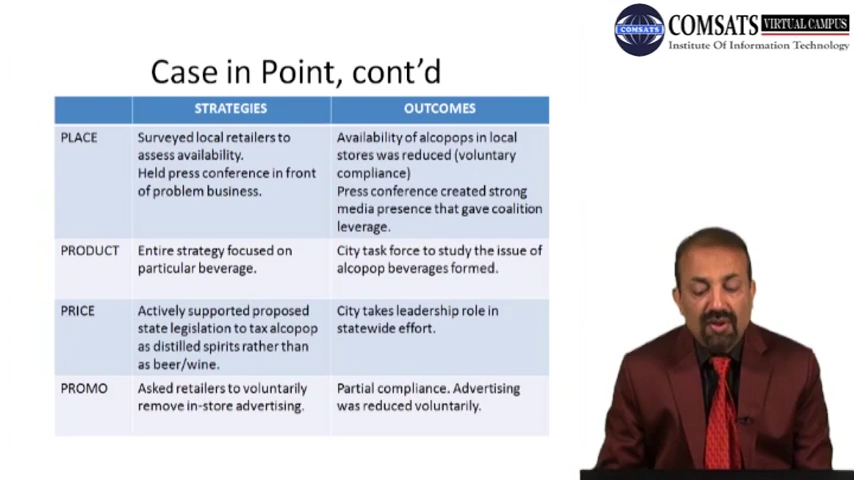 COMSATS VIRTUAL CAMPUS
COMSATS
Institute Of Information Technology
Case in Point, cont'd
STRATEGIES
OUTCOMES
PLACE
Surveyed local retailers to
assess availability.
Held press conference in front
of problem business.
Availability of alcopops in local
stores was reduced (voluntary
compliance)
Press conference created strong
media presence that gave coalition
leverage.
PRODUCT
Entire strategy focused on
particular beverage.
City task force to study the issue of
alcopop beverages formed.
PRICE
Actively supported proposed
state legislation to tax alcopop
as distilled spirits rather than
as beer/wine.
City takes leadership role in
statewide effort.
PROMO
Asked retailers to voluntarily
remove in-store advertising.
Partial compliance. Advertising
was reduced voluntarily.